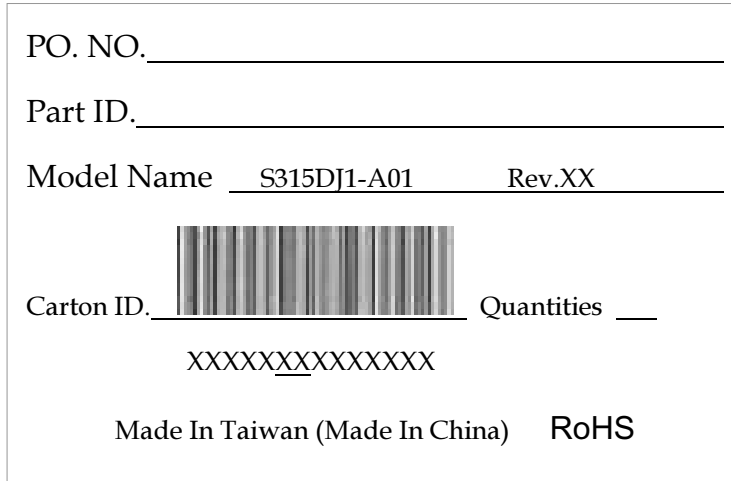 PO. NO.
Part ID.
Model Name S315DJ1-A01 Rev.XX
Carton ID. Quantities
XXXXXXXXXXXXXX
Made In Taiwan (Made In China) RoHS